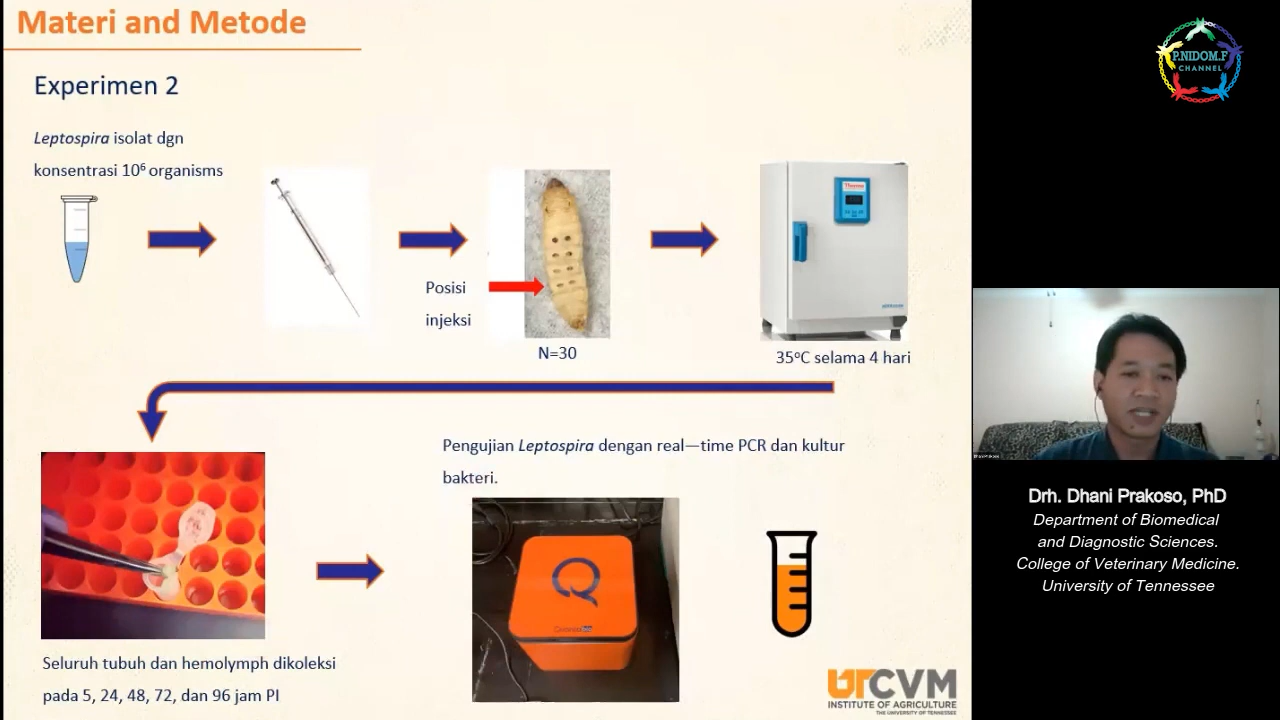 Materi and Metode
Experimen 2
Leptospira isolat dgn
konsentrasi 10⁶ organisms
Posisi
injeksi
N=30
35ᵒC selama 4 hari
Pengujian Leptospira dengan real—time PCR dan kultur
bakteri.
Seluruh tubuh dan hemolymph dikoleksi
pada 5, 24, 48, 72, dan 96 jam PI
UTCVM
INSTITUTE OF AGRICULTURE
THE UNIVERSITY OF TENNESSEE
P.NIDOM.F
CHANNEL
Drh. Dhani Prakoso, PhD
Department of Biomedical
and Diagnostic Sciences.
College of Veterinary Medicine.
University of Tennessee